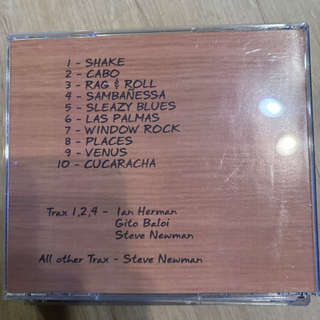 1 - SHAKE
2 - CABO
3 - RAG & ROLL
4 - SAMBANESSA
5 - SLEAZY BLUES
6 - LAS PALMAS
7 - WINDOW ROCK
8 - PLACES
9 - VENUS
10 - CUCARACHA
Trax 1,2,4 - Ian Herman
Gito Baloi
Steve Newman
All other Trax - Steve Newman